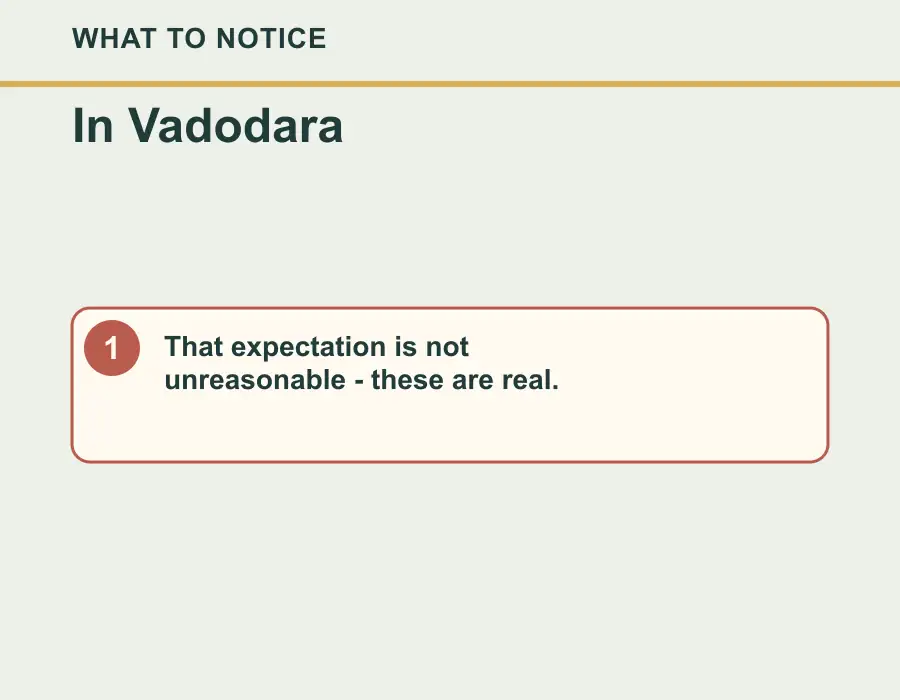 WHAT TO NOTICE
In Vadodara
1
That expectation is not
unreasonable - these are real.